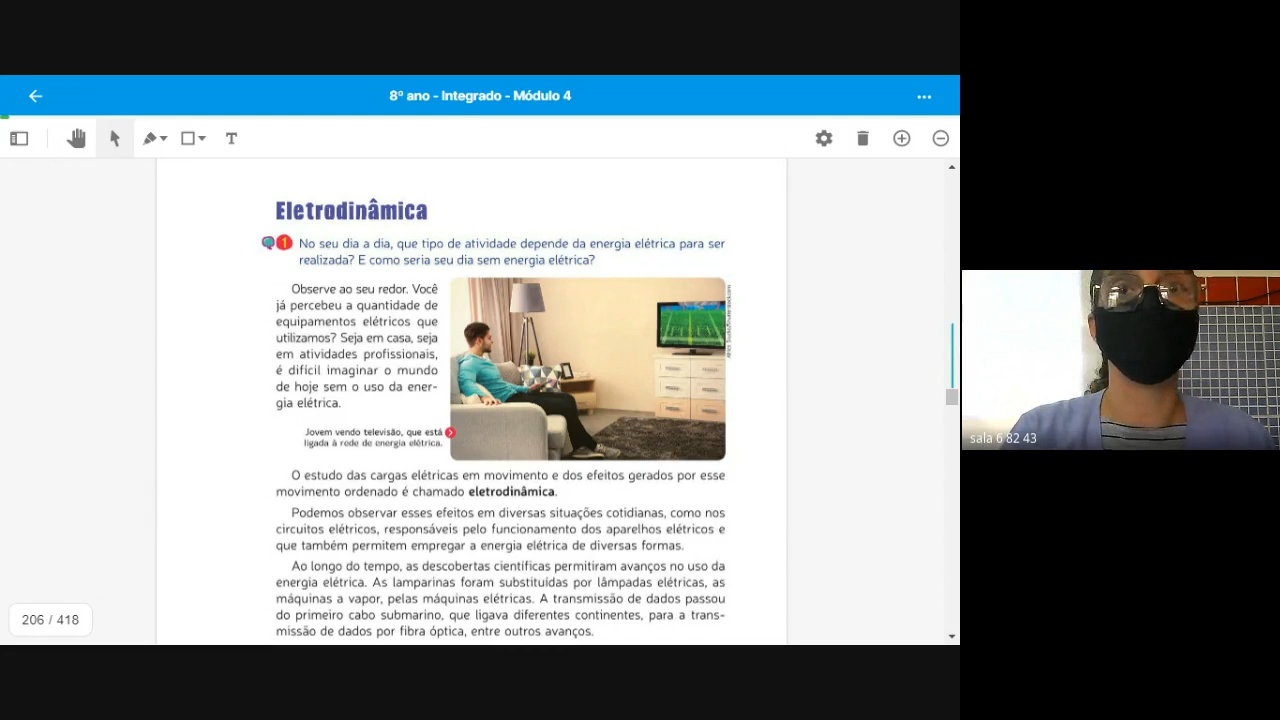 8º ano - Integrado - Módulo 4
Eletrodinâmica
1 No seu dia a dia, que tipo de atividade depende da energia elétrica para ser
realizada? E como seria seu dia sem energia elétrica?
Observe ao seu redor. Você
já percebeu a quantidade de
equipamentos elétricos que
utilizamos? Seja em casa, seja
em atividades profissionais,
é difícil imaginar o mundo
de hoje sem o uso da ener-
gia elétrica.
Jovem vendo televisão, que está
ligada à rede de energia elétrica.
O estudo das cargas elétricas em movimento e dos efeitos gerados por esse
movimento ordenado é chamado eletrodinâmica.
Podemos observar esses efeitos em diversas situações cotidianas, como nos
circuitos elétricos, responsáveis pelo funcionamento dos aparelhos elétricos e
que também permitem empregar a energia elétrica de diversas formas.
Ao longo do tempo, as descobertas científicas permitiram avanços no uso da
energia elétrica. As lamparinas foram substituídas por lâmpadas elétricas, as
máquinas a vapor, pelas máquinas elétricas. A transmissão de dados passou
do primeiro cabo submarino, que ligava diferentes continentes, para a trans-
missão de dados por fibra óptica, entre outros avanços.
206 / 418
sala 6 82 43